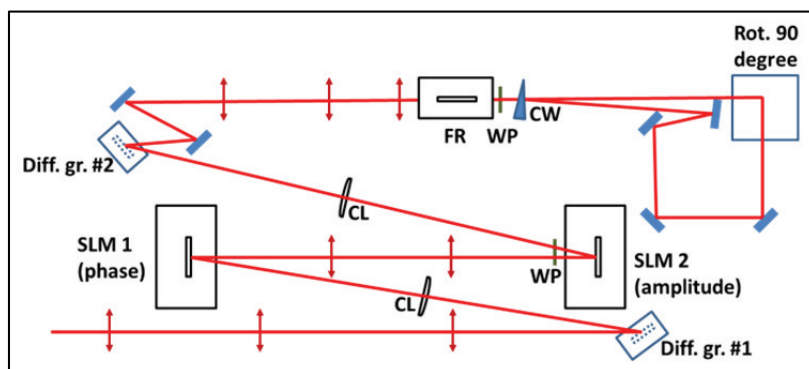 Rot. 90
degree
FR
WP
CW
Diff. gr. #2
CL
SLM 1
(phase)
WP
SLM 2
(amplitude)
CL
Diff. gr. #1